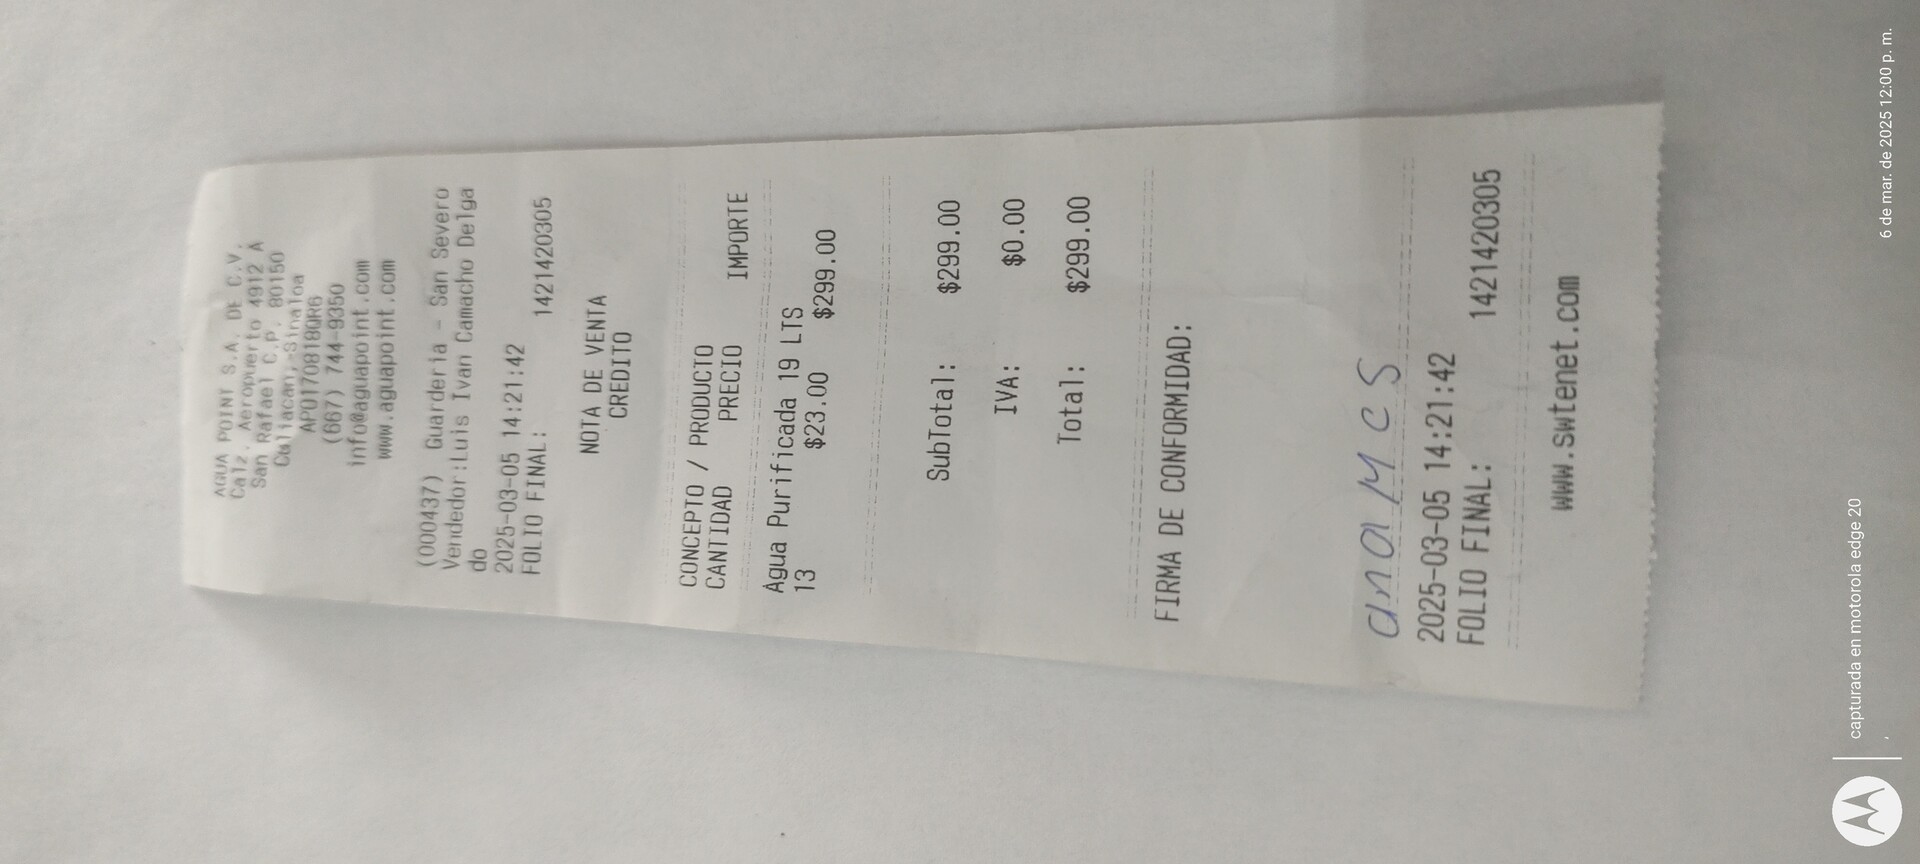 AGUA POINT S.A. DE C.V.
Calz. Aeropuerto 4912 A
San Rafael C.P. 80150
Culiacan, Sinaloa
APO170818QR6
(667) 744-9350
info@aguapoint.com
www.aguapoint.com
(000437) Guarderia - San Severo
Vendedor:Luis Ivan Camacho Delga
do
2025-03-05 14:21:42
FOLIO FINAL: 1421420305
NOTA DE VENTA
CREDITO
CONCEPTO / PRODUCTO
CANTIDAD PRECIO IMPORTE
Agua Purificada 19 LTS
13 $23.00 $299.00
SubTotal: $299.00
IVA: $0.00
Total: $299.00
FIRMA DE CONFORMIDAD:
2025-03-05 14:21:42
FOLIO FINAL: 1421420305
www.swtenet.com
capturada en motorola edge 20
6 de mar. de 2025 12:00 p. m.